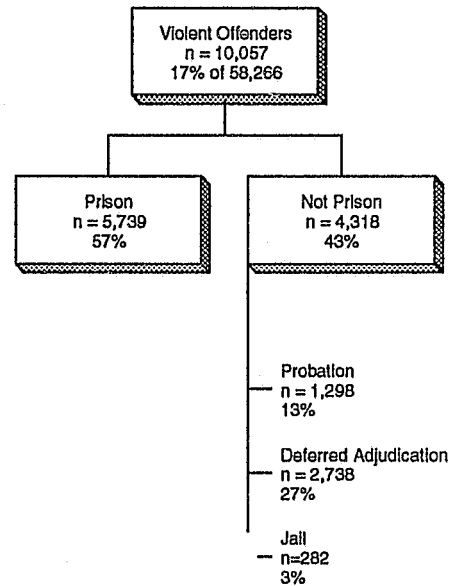 Violent Offenders
n = 10,057
17% of 58,266
Prison
n = 5,739
57%
Not Prison
n = 4,318
43%
Probation
n = 1,298
13%
Deferred Adjudication
n = 2,738
27%
Jail
n=282
3%